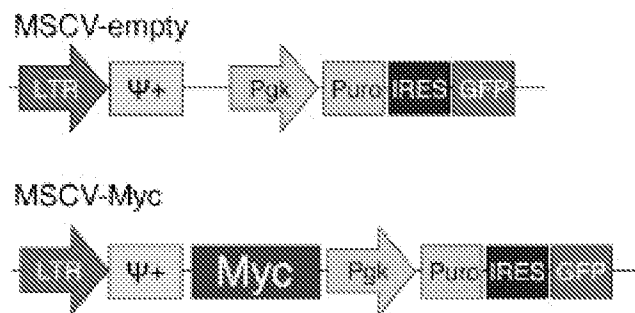 MSCV-empty
LTR Ψ+ Pgk Puro IRES GFP
MSCV-Myc
LTR Ψ+ Myc Pgk Puro IRES GFP